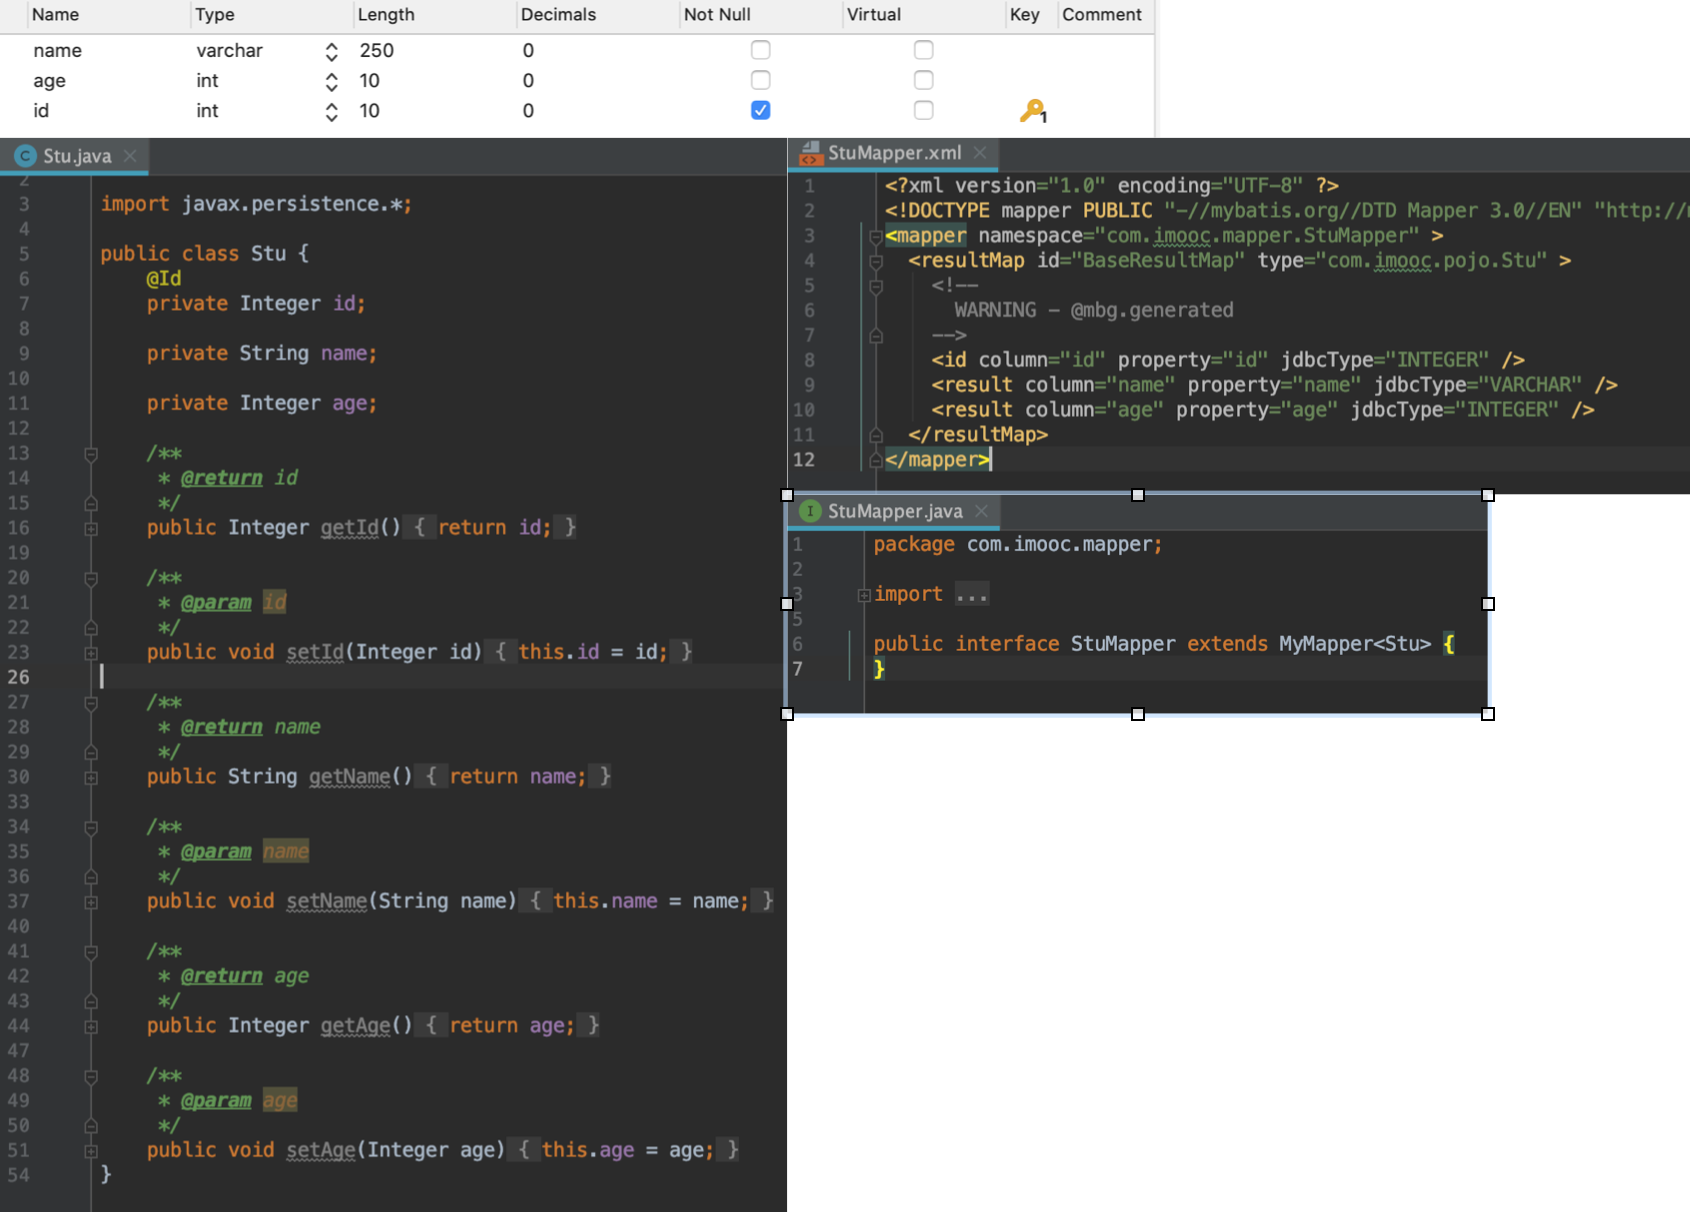 Name Type Length Decimals Not Null Virtual Key Comment
name varchar 250 0
age int 10 0
id int 10 0 1
Stu.java
2
3 import javax.persistence.*;
4
5 public class Stu {
6 @Id
7 private Integer id;
8
9 private String name;
10
11 private Integer age;
12
13 /**
14 * @return id
15 */
16 public Integer getId() { return id; }
19
20 /**
21 * @param id
22 */
23 public void setId(Integer id) { this.id = id; }
26
27 /**
28 * @return name
29 */
30 public String getName() { return name; }
33
34 /**
35 * @param name
36 */
37 public void setName(String name) { this.name = name; }
40
41 /**
42 * @return age
43 */
44 public Integer getAge() { return age; }
47
48 /**
49 * @param age
50 */
51 public void setAge(Integer age) { this.age = age; }
54 }
StuMapper.xml
1 <?xml version="1.0" encoding="UTF-8" ?>
2 <!DOCTYPE mapper PUBLIC "-//mybatis.org//DTD Mapper 3.0//EN" "http://
3 <mapper namespace="com.imooc.mapper.StuMapper" >
4 <resultMap id="BaseResultMap" type="com.imooc.pojo.Stu" >
5 <!--
6 WARNING - @mbg.generated
7 -->
8 <id column="id" property="id" jdbcType="INTEGER" />
9 <result column="name" property="name" jdbcType="VARCHAR" />
10 <result column="age" property="age" jdbcType="INTEGER" />
11 </resultMap>
12 </mapper>
StuMapper.java
1 package com.imooc.mapper;
2
3 import ...
5
6 public interface StuMapper extends MyMapper<Stu> {
7 }